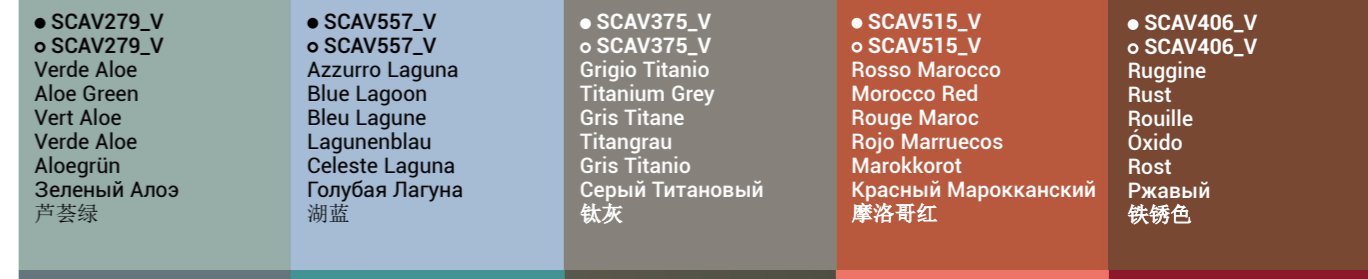 ● SCAV279_V
○ SCAV279_V
Verde Aloe
Aloe Green
Vert Aloe
Verde Aloe
Aloegrün
Зеленый Алоэ
芦荟绿
● SCAV557_V
○ SCAV557_V
Azzurro Laguna
Blue Lagoon
Bleu Lagune
Lagunenblau
Celeste Laguna
Голубая Лагуна
湖蓝
● SCAV375_V
○ SCAV375_V
Grigio Titanio
Titanium Grey
Gris Titane
Titangrau
Gris Titanio
Серый Титановый
钛灰
● SCAV515_V
○ SCAV515_V
Rosso Marocco
Morocco Red
Rouge Maroc
Rojo Marruecos
Marokkorot
Красный Марокканский
摩洛哥红
● SCAV406_V
○ SCAV406_V
Ruggine
Rust
Rouille
Óxido
Rost
Ржавый
铁锈色